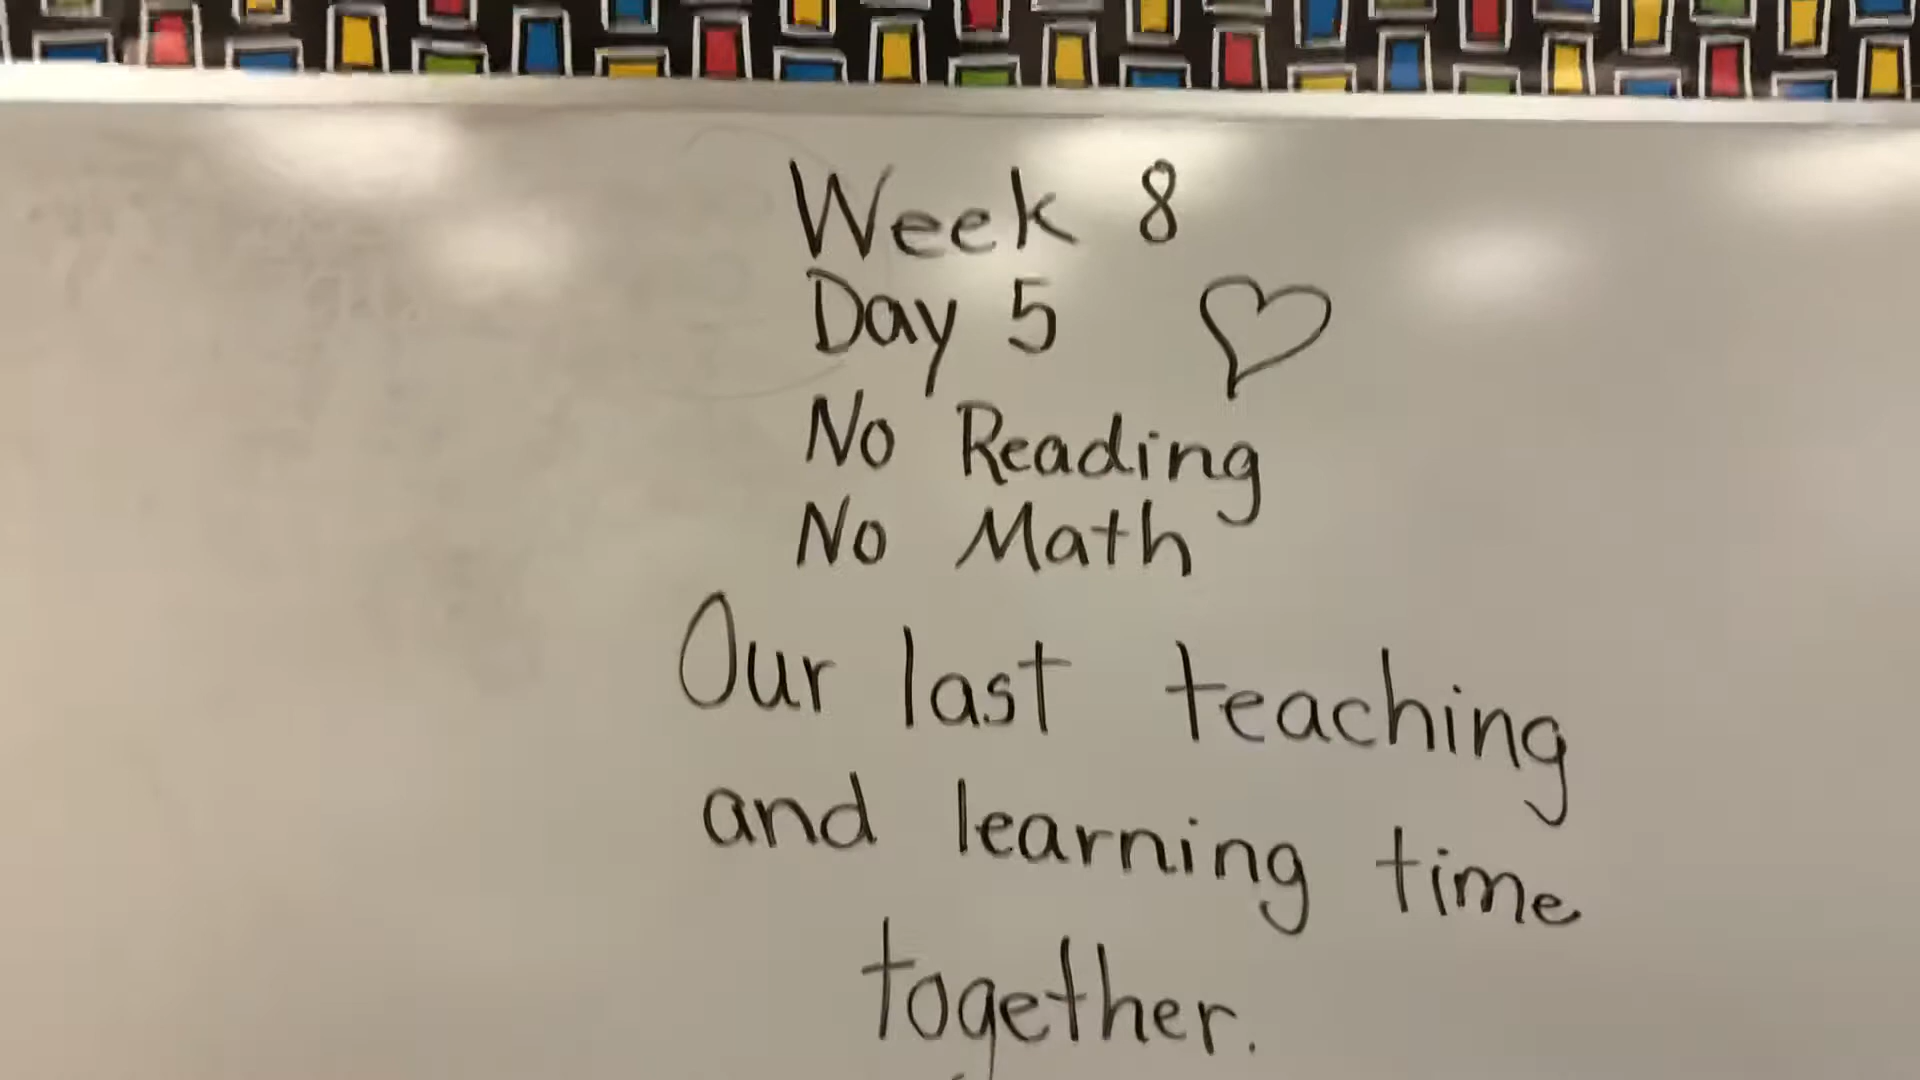 Week 8
Day 5
No Reading
No Math
Our last teaching
and learning time
together.